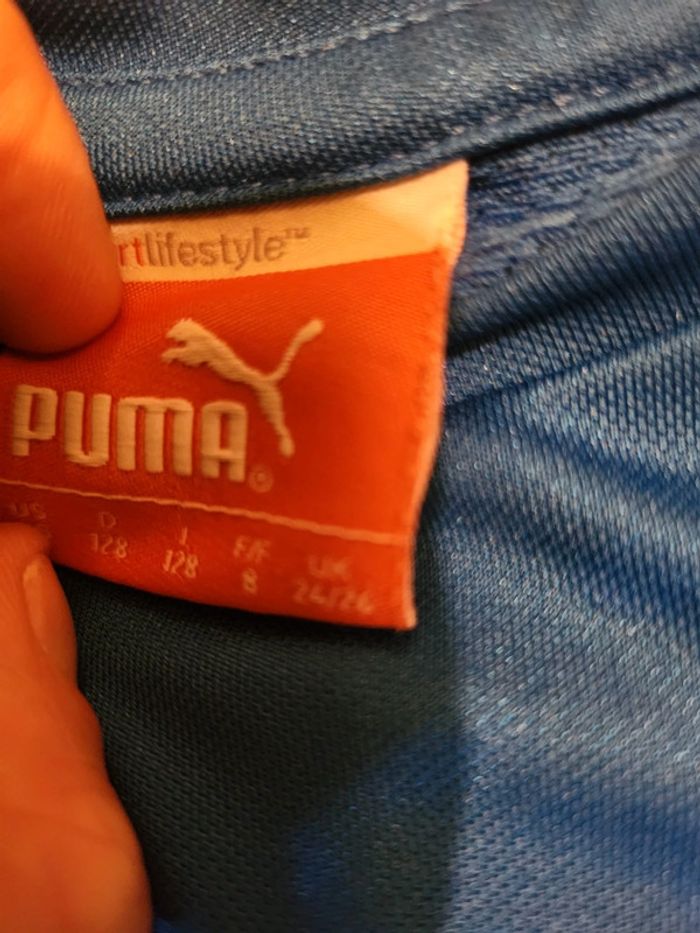 rtlifestyle™
PUMA®
US D I F/F UK
128 128 8 24/26